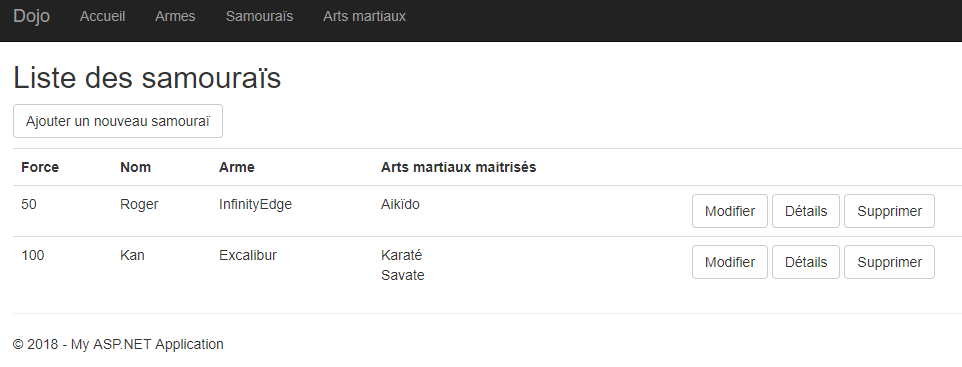 Dojo Accueil Armes Samouraïs Arts martiaux
Liste des samouraïs
Ajouter un nouveau samouraï
Force Nom Arme Arts martiaux maitrisés
50 Roger InfinityEdge Aikïdo Modifier Détails Supprimer
100 Kan Excalibur Karaté Modifier Détails Supprimer
Savate
© 2018 - My ASP.NET Application